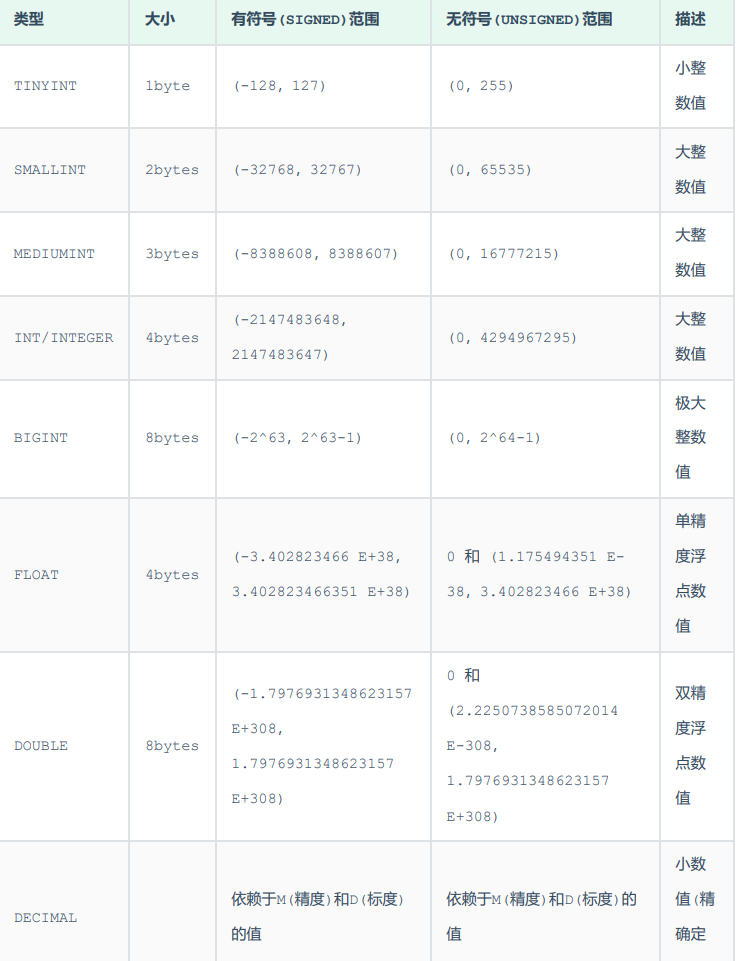 类型 大小 有符号(SIGNED)范围 无符号(UNSIGNED)范围 描述
TINYINT 1byte (-128, 127) (0, 255) 小整
数值
SMALLINT 2bytes (-32768, 32767) (0, 65535) 大整
数值
MEDIUMINT 3bytes (-8388608, 8388607) (0, 16777215) 大整
数值
INT/INTEGER 4bytes (-2147483648,
2147483647) (0, 4294967295) 大整
数值
BIGINT 8bytes (-2^63, 2^63-1) (0, 2^64-1) 极大
整数
值
FLOAT 4bytes (-3.402823466 E+38,
3.402823466351 E+38) 0 和 (1.175494351 E-
38, 3.402823466 E+38) 单精
度浮
点数
值
DOUBLE 8bytes (-1.7976931348623157
E+308,
1.7976931348623157
E+308) 0 和
(2.2250738585072014
E-308,
1.7976931348623157
E+308) 双精
度浮
点数
值
DECIMAL 依赖于M(精度)和D(标度)
的值 依赖于M(精度)和D(标度)的
值 小数
值(精
确定